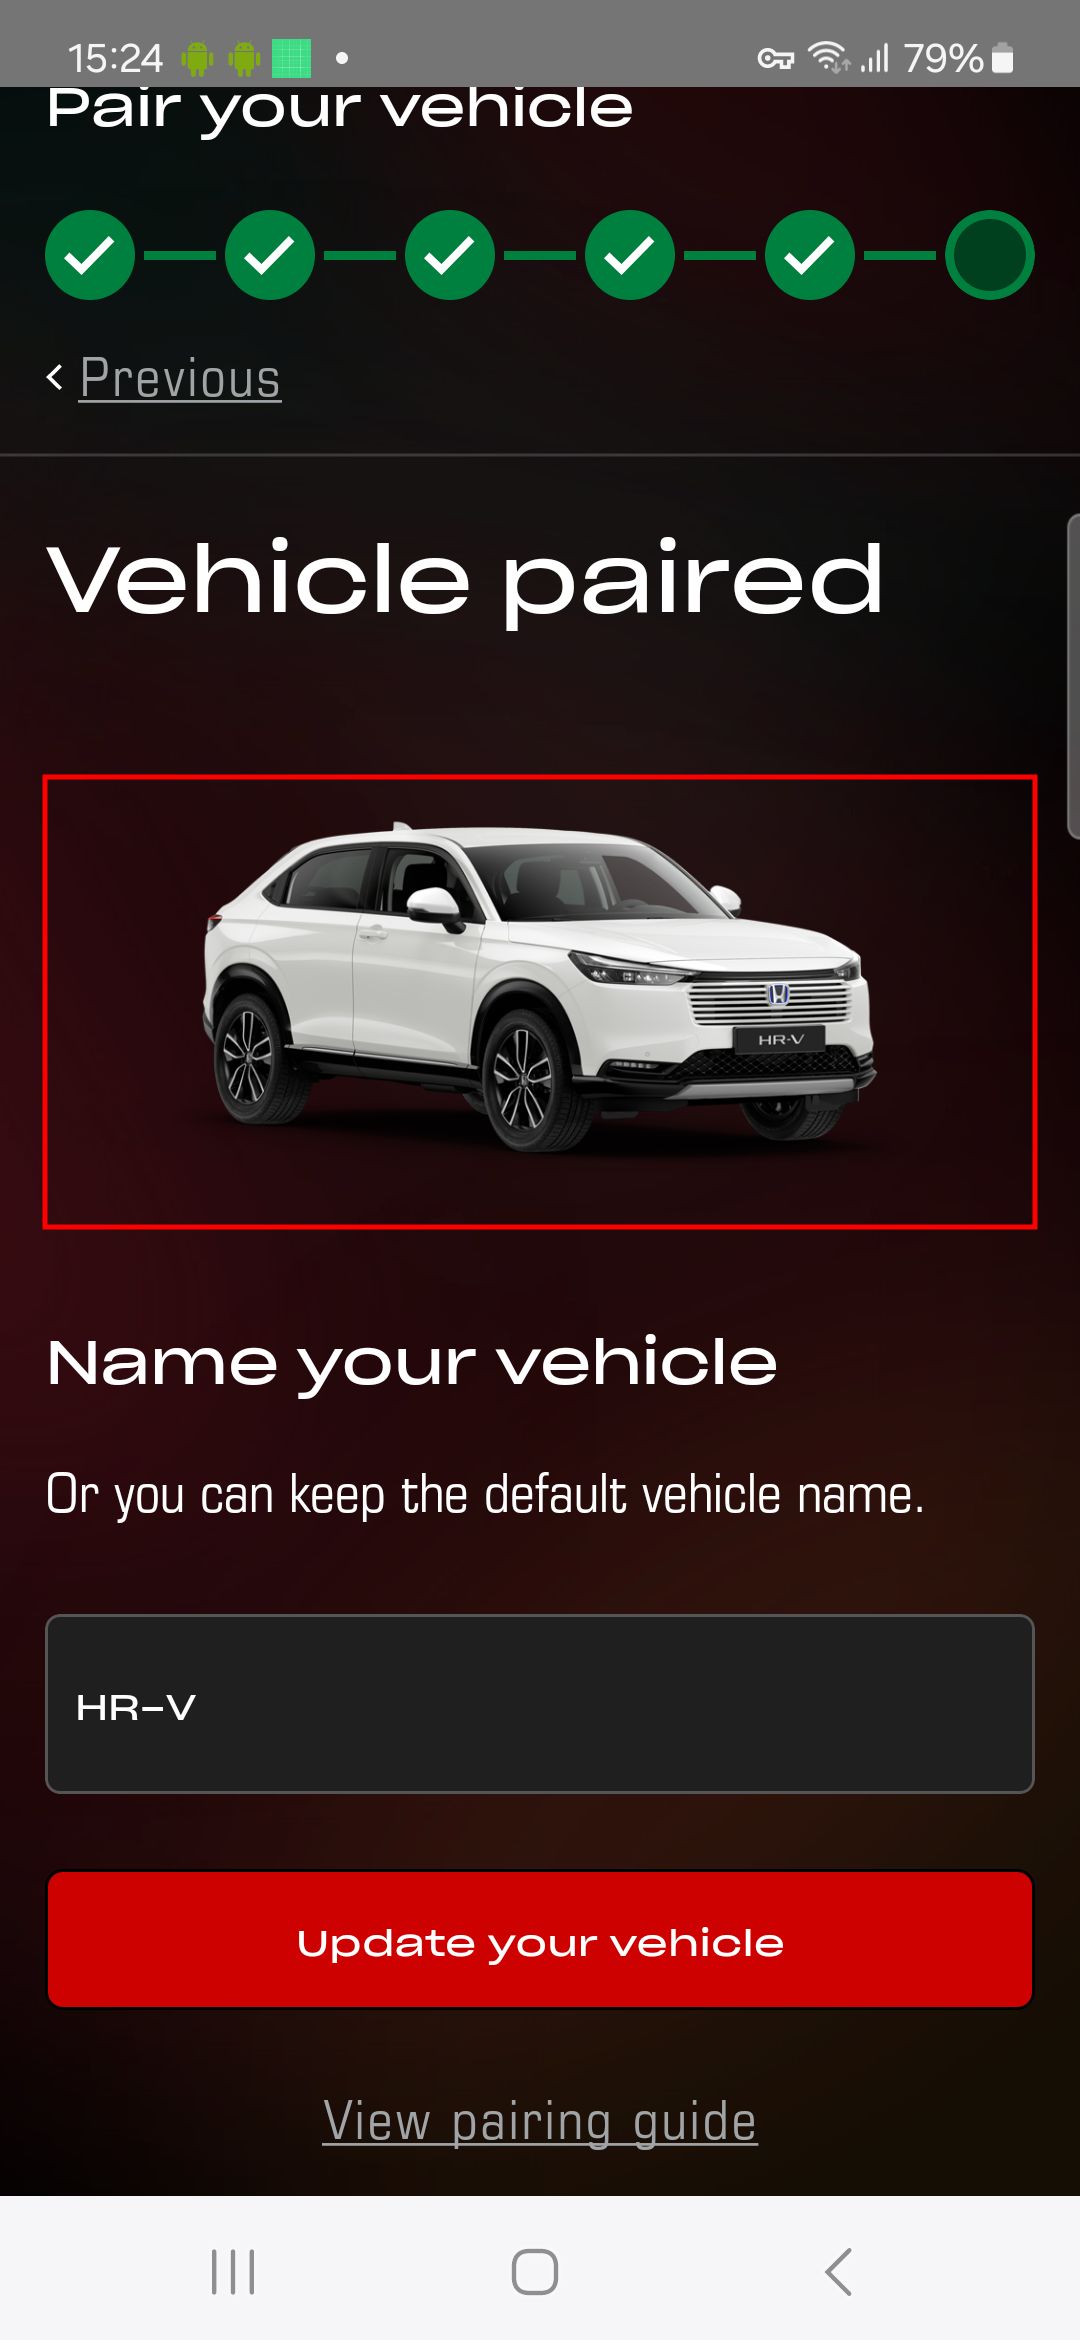 15:24
79%
Pair your vehicle
Previous
Vehicle paired
HR-V
Name your vehicle
Or you can keep the default vehicle name.
HR-V
Update your vehicle
View pairing guide